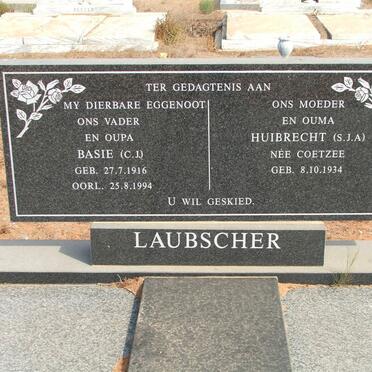 TER GEDAGTENIS AAN
MY DIERBARE EGGENOOT
ONS VADER
EN OUPA
BASIE (C.J.)
GEB. 27.7.1916
OORL. 25.8.1994
ONS MOEDER
EN OUMA
HUIBRECHT (S.J.A)
NÉE COETZEE
GEB. 8.10.1934
U WIL GESKIED.
LAUBSCHER